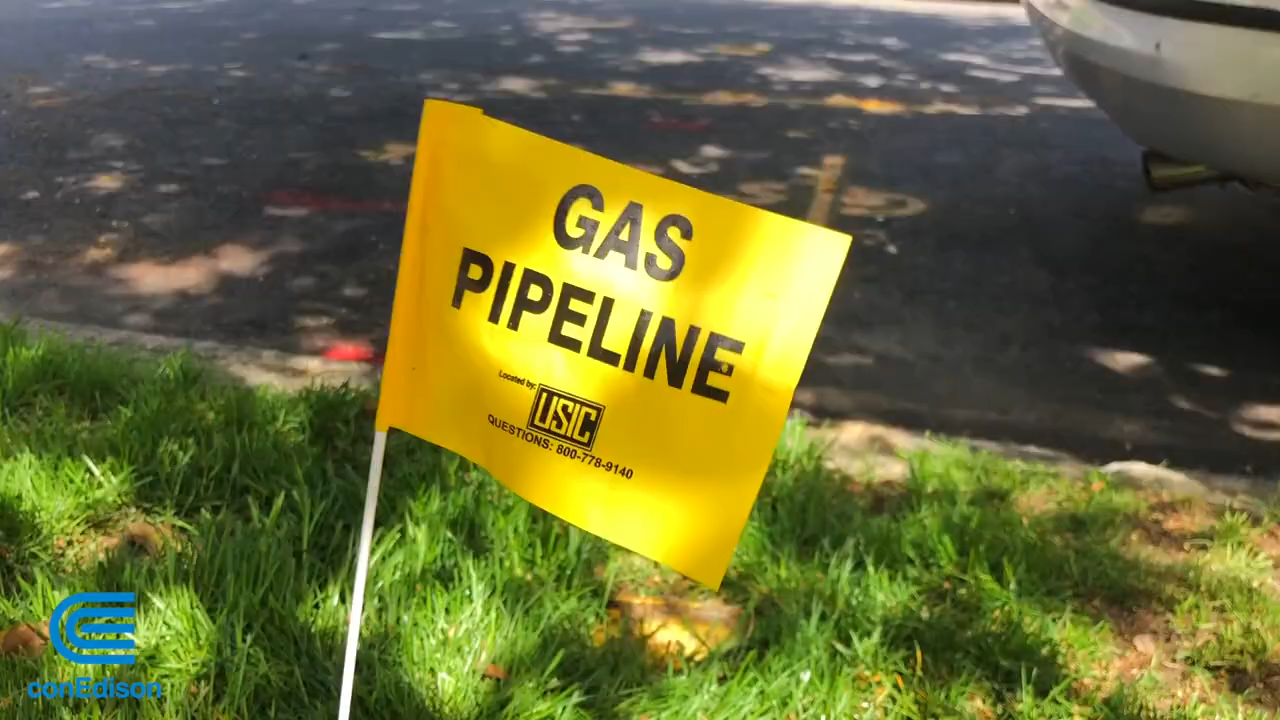 GAS
PIPELINE
Located by:
USIC
QUESTIONS: 800-778-9140
conEdison